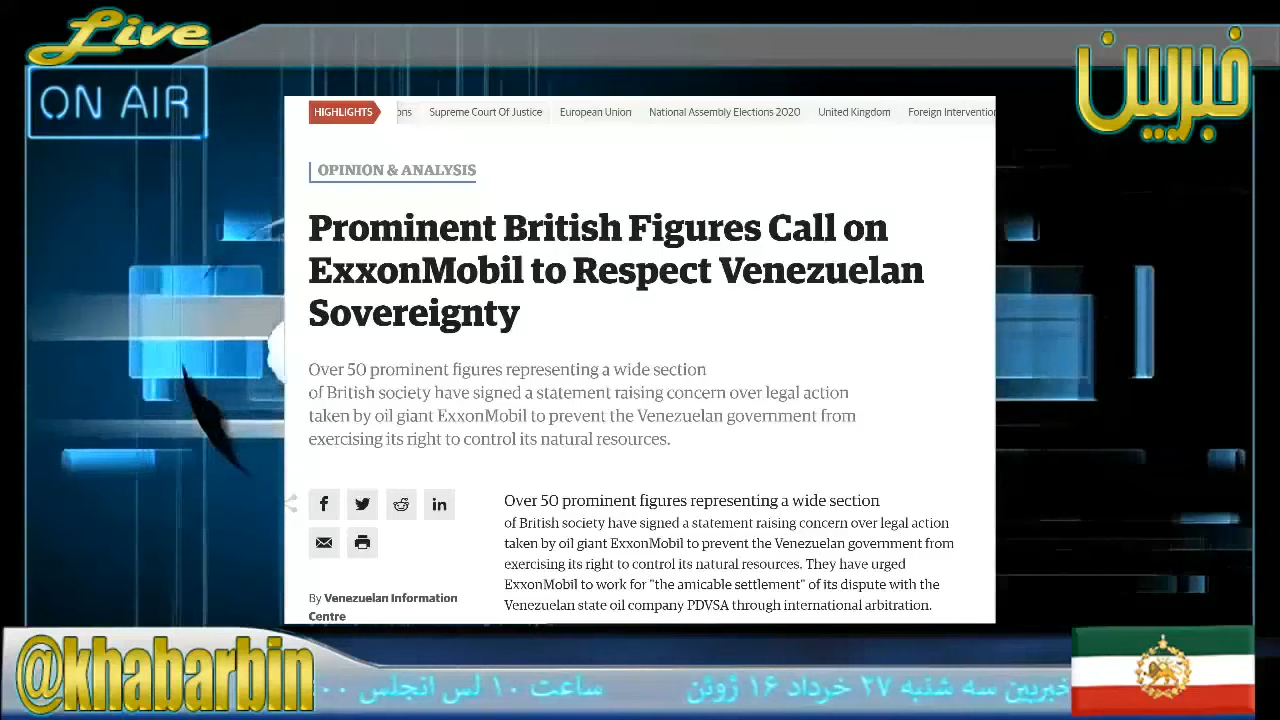 Live
ON AIR
خبربین
HIGHLIGHTS
ons Supreme Court Of Justice European Union National Assembly Elections 2020 United Kingdom Foreign Interventio
OPINION & ANALYSIS
Prominent British Figures Call on
ExxonMobil to Respect Venezuelan
Sovereignty
Over 50 prominent figures representing a wide section
of British society have signed a statement raising concern over legal action
taken by oil giant ExxonMobil to prevent the Venezuelan government from
exercising its right to control its natural resources.
Over 50 prominent figures representing a wide section
of British society have signed a statement raising concern over legal action
taken by oil giant ExxonMobil to prevent the Venezuelan government from
exercising its right to control its natural resources. They have urged
ExxonMobil to work for "the amicable settlement" of its dispute with the
Venezuelan state oil company PDVSA through international arbitration.
By Venezuelan Information
Centre
@khabarbin
خبربین سه شنبه ۲۷ خرداد ۱۶ ژوئن ساعت ۱۰ لس انجلس ۰۰